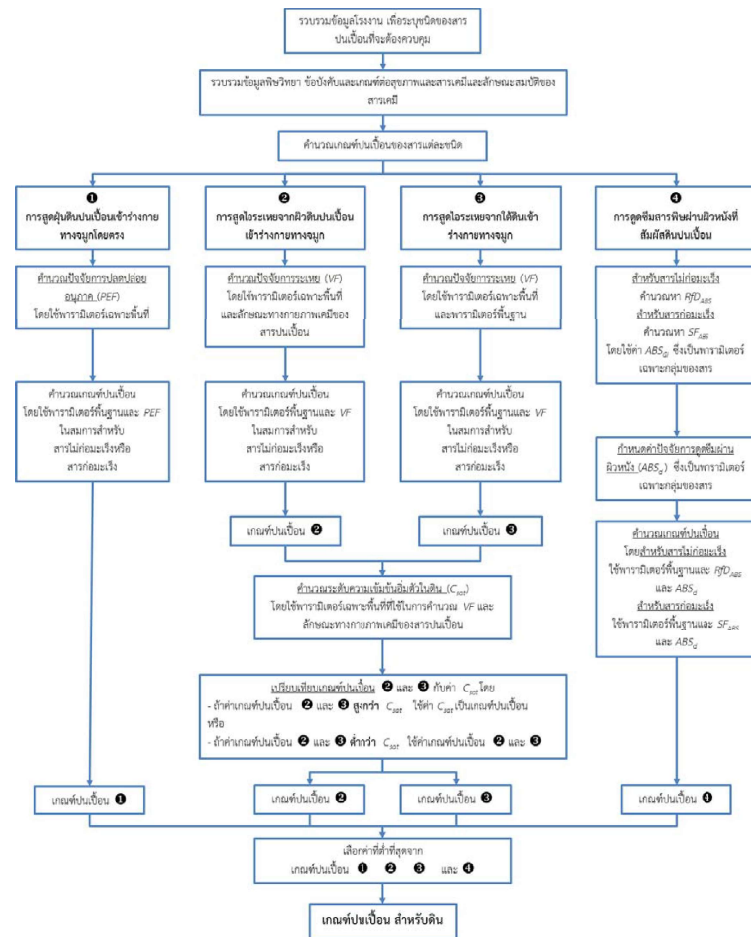 รวบรวมข้อมูลโรงงาน เพื่อระบุชนิดของสาร
ปนเปื้อนที่จะต้องควบคุม
รวบรวมข้อมูลพิษวิทยา ข้อบังคับและเกณฑ์ต่อสุขภาพและสารเคมีและลักษณะสมบัติของ
สารเคมี
คำนวณเกณฑ์ปนเปื้อนของสารแต่ละชนิด
❶
การสูดฝุ่นดินปนเปื้อนเข้าร่างกาย
ทางจมูกโดยตรง
คำนวณปัจจัยการปลดปล่อย
อนุภาค (PEF)
โดยใช้พารามิเตอร์เฉพาะพื้นที่
คำนวณเกณฑ์ปนเปื้อน
โดยใช้พารามิเตอร์พื้นฐานและ PEF
ในสมการสำหรับ
สารไม่ก่อมะเร็งหรือ
สารก่อมะเร็ง
❷
การสูดไอระเหยจากผิวดินปนเปื้อน
เข้าร่างกายทางจมูก
คำนวณปัจจัยการระเหย (VF)
โดยใช้พารามิเตอร์เฉพาะพื้นที่
และลักษณะทางกายภาพเคมีของ
สารปนเปื้อน
คำนวณเกณฑ์ปนเปื้อน
โดยใช้พารามิเตอร์พื้นฐานและ VF
ในสมการสำหรับ
สารไม่ก่อมะเร็งหรือ
สารก่อมะเร็ง
เกณฑ์ปนเปื้อน ❷
❸
การสูดไอระเหยจากใต้ดินเข้า
ร่างกายทางจมูก
คำนวณปัจจัยการระเหย (VF)
โดยใช้พารามิเตอร์เฉพาะพื้นที่
และพารามิเตอร์พื้นฐาน
คำนวณเกณฑ์ปนเปื้อน
โดยใช้พารามิเตอร์พื้นฐานและ VF
ในสมการสำหรับ
สารไม่ก่อมะเร็งหรือ
สารก่อมะเร็ง
เกณฑ์ปนเปื้อน ❸
❹
การดูดซึมสารพิษผ่านผิวหนังที่
สัมผัสดินปนเปื้อน
สำหรับสารไม่ก่อมะเร็ง
คำนวณหา RfD_ABS
สำหรับสารก่อมะเร็ง
คำนวณหา SF_ABS
โดยใช้ค่า ABS_GI ซึ่งเป็นพารามิเตอร์
เฉพาะกลุ่มของสาร
กำหนดค่าปัจจัยการดูดซึมผ่าน
ผิวหนัง (ABS_d) ซึ่งเป็นพารามิเตอร์
เฉพาะกลุ่มของสาร
คำนวณเกณฑ์ปนเปื้อน
โดยสำหรับสารไม่ก่อมะเร็ง
ใช้พารามิเตอร์พื้นฐานและ RfD_ABS
และ ABS_d
สำหรับสารก่อมะเร็ง
ใช้พารามิเตอร์พื้นฐานและ SF_ABS
และ ABS_d
คำนวณระดับความเข้มข้นอิ่มตัวในดิน (C_sat)
โดยใช้พารามิเตอร์เฉพาะพื้นที่ที่ใช้ในการคำนวณ VF และ
ลักษณะทางกายภาพเคมีของสารปนเปื้อน
เปรียบเทียบเกณฑ์ปนเปื้อน ❷ และ ❸ กับค่า C_sat โดย
- ถ้าค่าเกณฑ์ปนเปื้อน ❷ และ ❸ สูงกว่า C_sat ใช้ค่า C_sat เป็นเกณฑ์ปนเปื้อน
หรือ
- ถ้าค่าเกณฑ์ปนเปื้อน ❷ และ ❸ ต่ำกว่า C_sat ใช้ค่าเกณฑ์ปนเปื้อน ❷ และ ❸
เกณฑ์ปนเปื้อน ❶
เกณฑ์ปนเปื้อน ❷
เกณฑ์ปนเปื้อน ❸
เกณฑ์ปนเปื้อน ❹
เลือกค่าที่ต่ำที่สุดจาก
เกณฑ์ปนเปื้อน ❶ ❷ ❸ และ ❹
เกณฑ์ปนเปื้อน สำหรับดิน